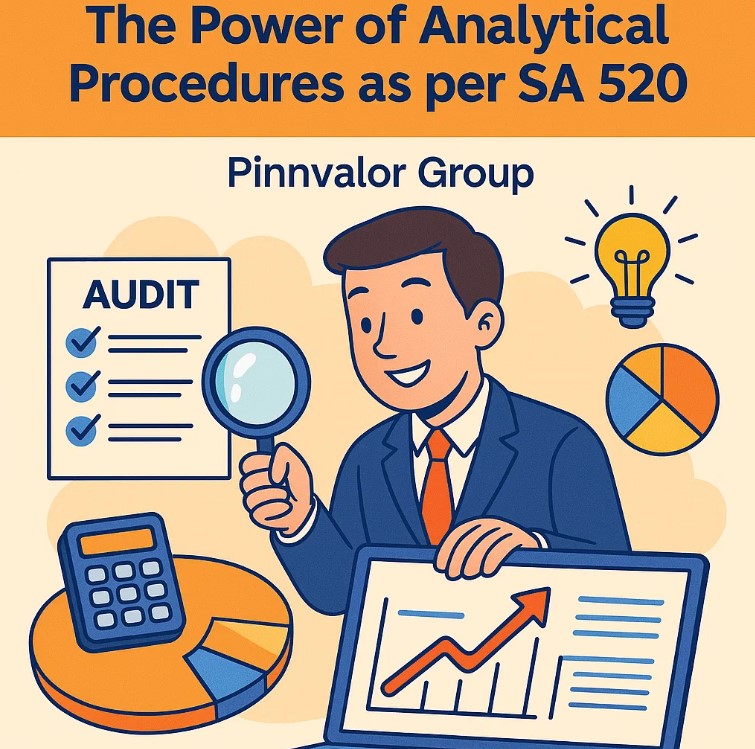 The Power of Analytical
Procedures as per SA 520
Pinnvalor Group
AUDIT